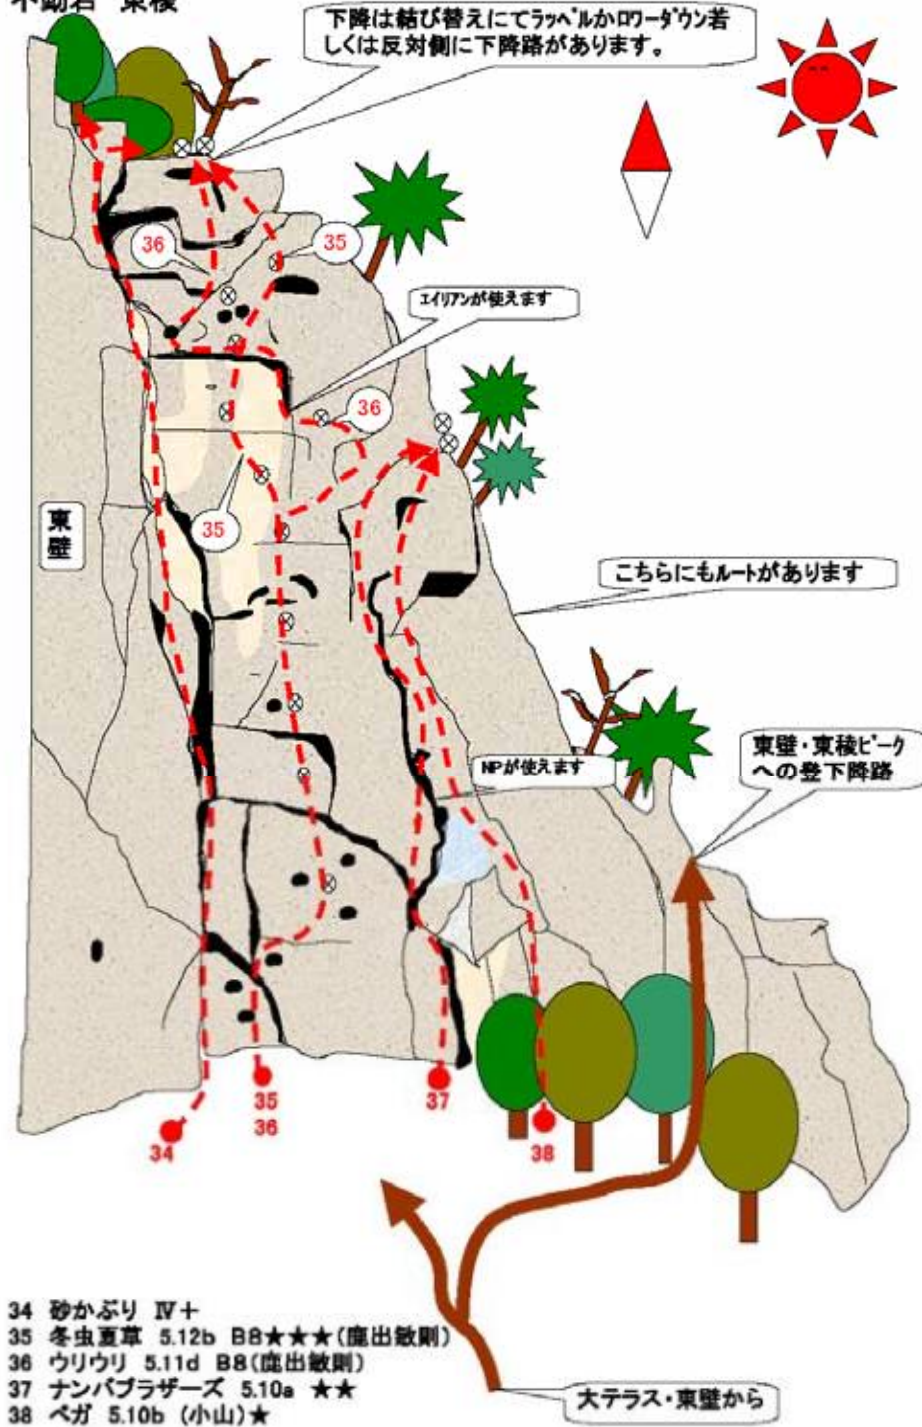 不動岩 東稜
下降は結び替えにてラッペルかロワーダウン若
しくは反対側に下降路があります。
36
35
エイリアンが使えます
36
35
東
壁
こちらにもルートがあります
NPが使えます
東壁・東稜ピーク
への登下降路
34
35
36
37
38
34 砂かぶり Ⅳ+
35 冬虫夏草 5.12b B8★★★(鹿出敏則)
36 ウリウリ 5.11d B8(鹿出敏則)
37 ナンパブラザーズ 5.10a ★★
38 ベガ 5.10b (小山)★
大テラス・東壁から